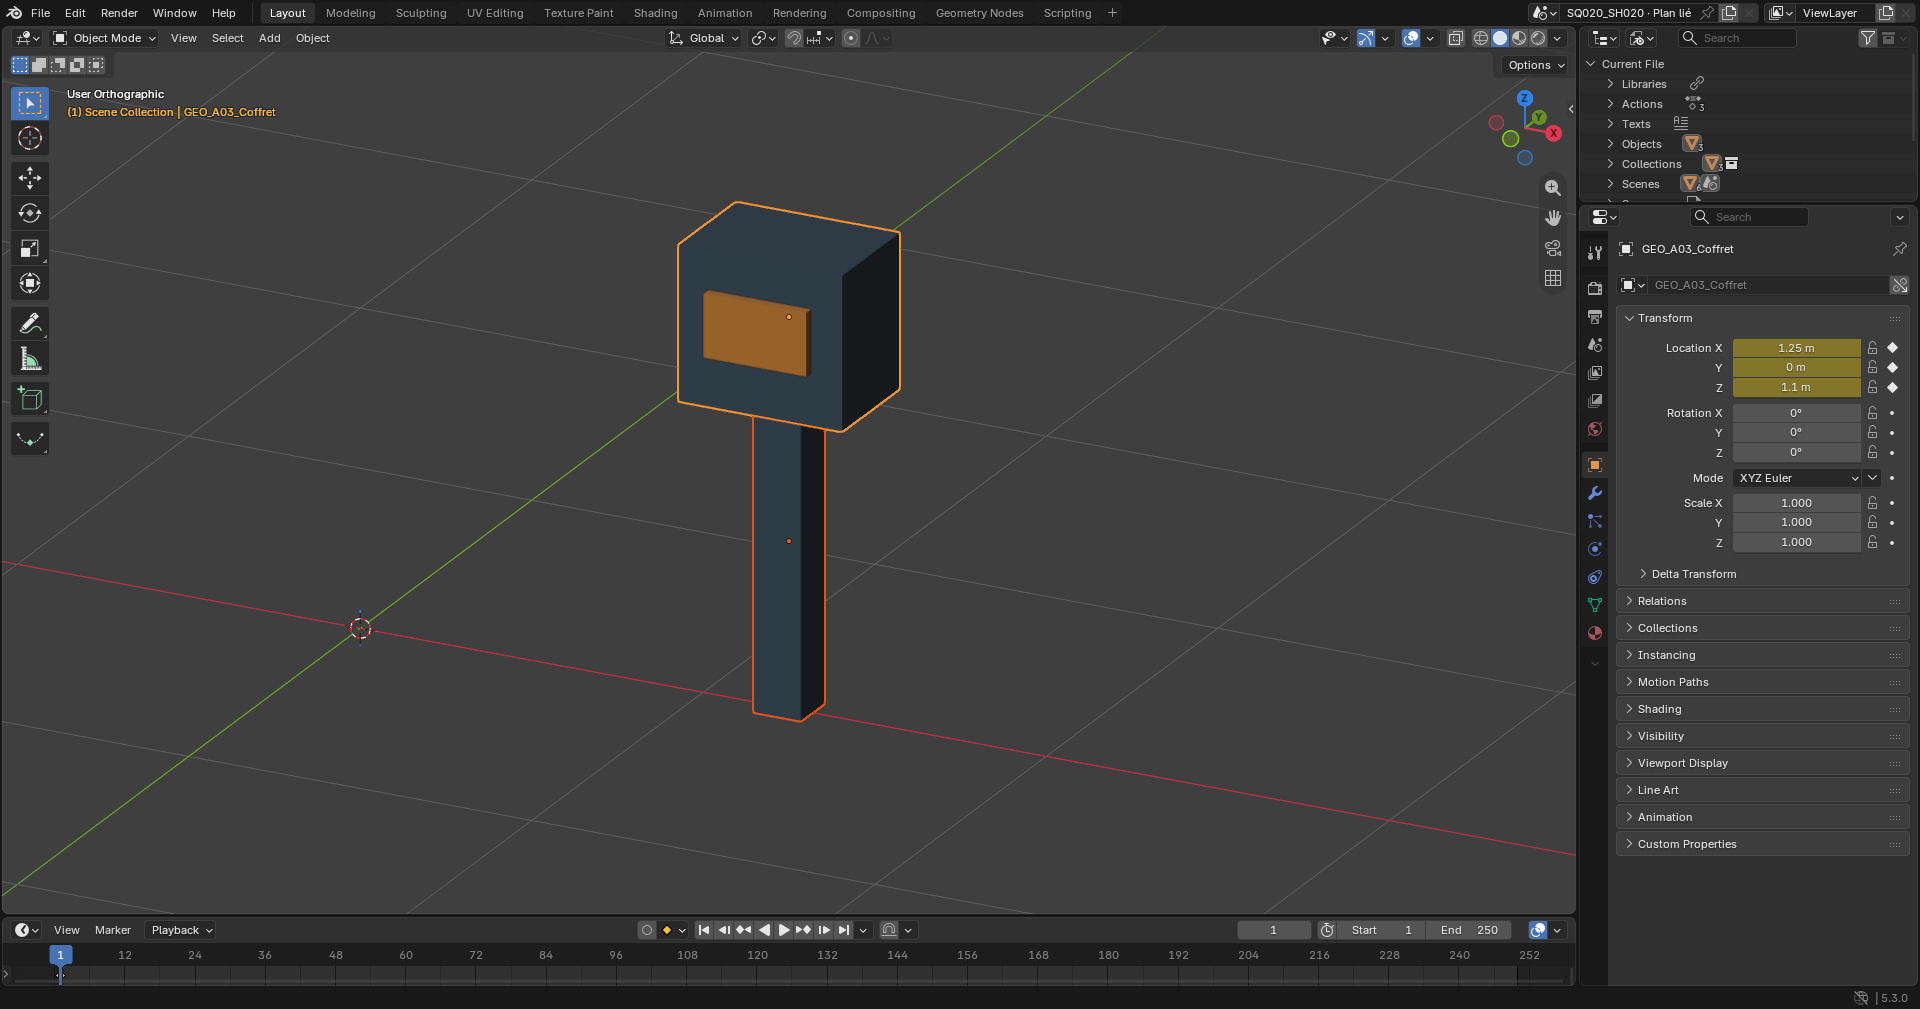 File Edit Render Window Help Layout Modeling Sculpting UV Editing Texture Paint Shading Animation Rendering Compositing Geometry Nodes Scripting + SQ020_SH020 · Plan lié ViewLayer
Object Mode View Select Add Object Global
Options
User Orthographic
(1) Scene Collection | GEO_A03_Coffret
Z
Y
X
Search
Current File
Libraries
Actions 3
Texts
Objects 3
Collections 3
Scenes 6
Search
GEO_A03_Coffret
GEO_A03_Coffret
Transform
Location X 1.25 m
Y 0 m
Z 1.1 m
Rotation X 0°
Y 0°
Z 0°
Mode XYZ Euler
Scale X 1.000
Y 1.000
Z 1.000
Delta Transform
Relations
Collections
Instancing
Motion Paths
Shading
Visibility
Viewport Display
Line Art
Animation
Custom Properties
View Marker Playback 1 Start 1 End 250
1 12 24 36 48 60 72 84 96 108 120 132 144 156 168 180 192 204 216 228 240 252
5.3.0